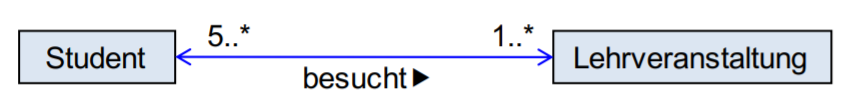 5..* 1..*
Student Lehrveranstaltung
besucht ▶